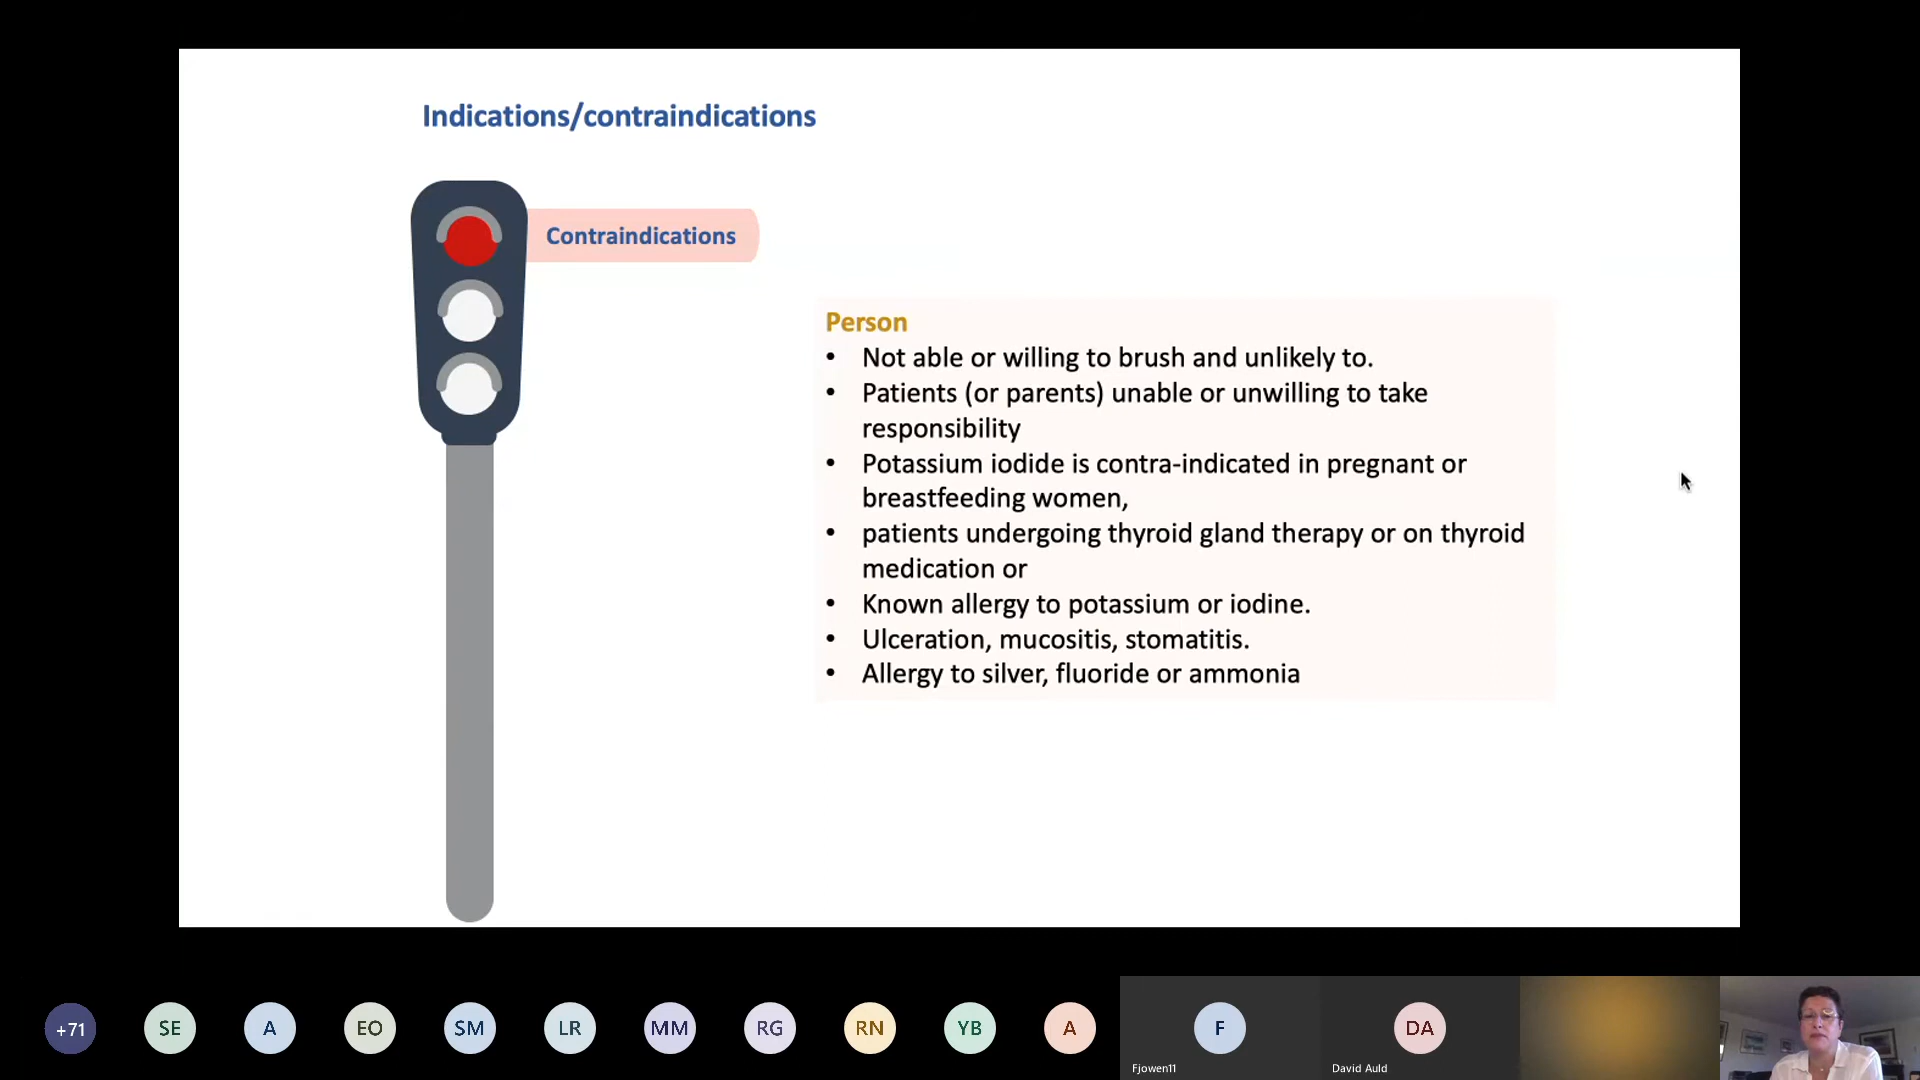 Indications/contraindications
Contraindications
Person
• Not able or willing to brush and unlikely to.
• Patients (or parents) unable or unwilling to take
responsibility
• Potassium iodide is contra-indicated in pregnant or
breastfeeding women,
• patients undergoing thyroid gland therapy or on thyroid
medication or
• Known allergy to potassium or iodine.
• Ulceration, mucositis, stomatitis.
• Allergy to silver, fluoride or ammonia
+71 SE A EO SM LR MM RG RN YB A F DA
Fjowen11 David Auld